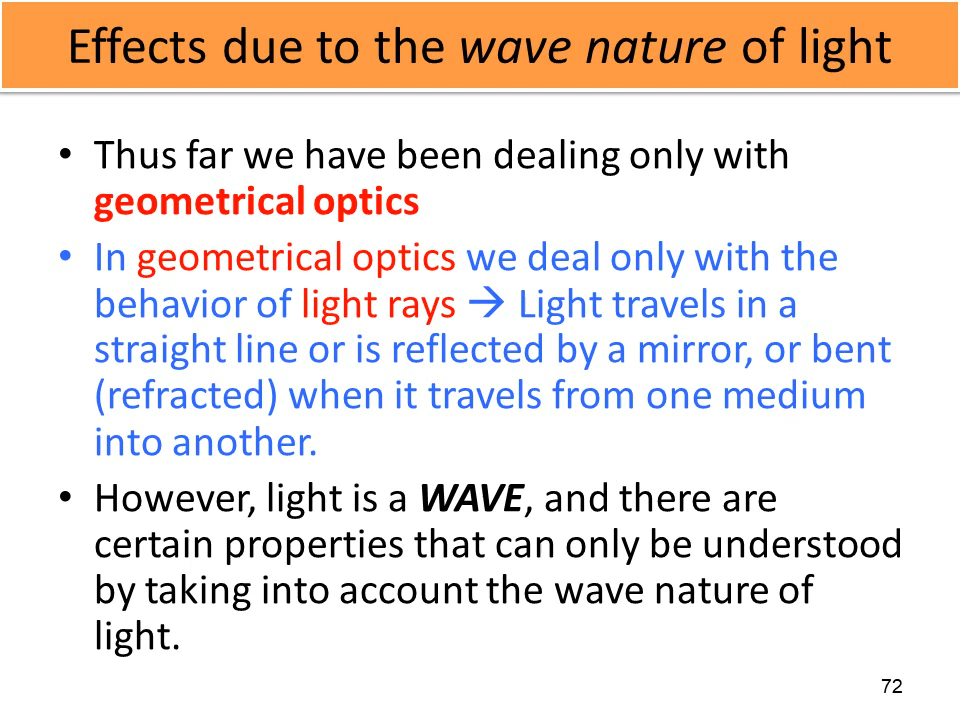 Effects due to the wave nature of light
• Thus far we have been dealing only with
geometrical optics
• In geometrical optics we deal only with the
behavior of light rays → Light travels in a
straight line or is reflected by a mirror, or bent
(refracted) when it travels from one medium
into another.
• However, light is a WAVE, and there are
certain properties that can only be understood
by taking into account the wave nature of
light.
72